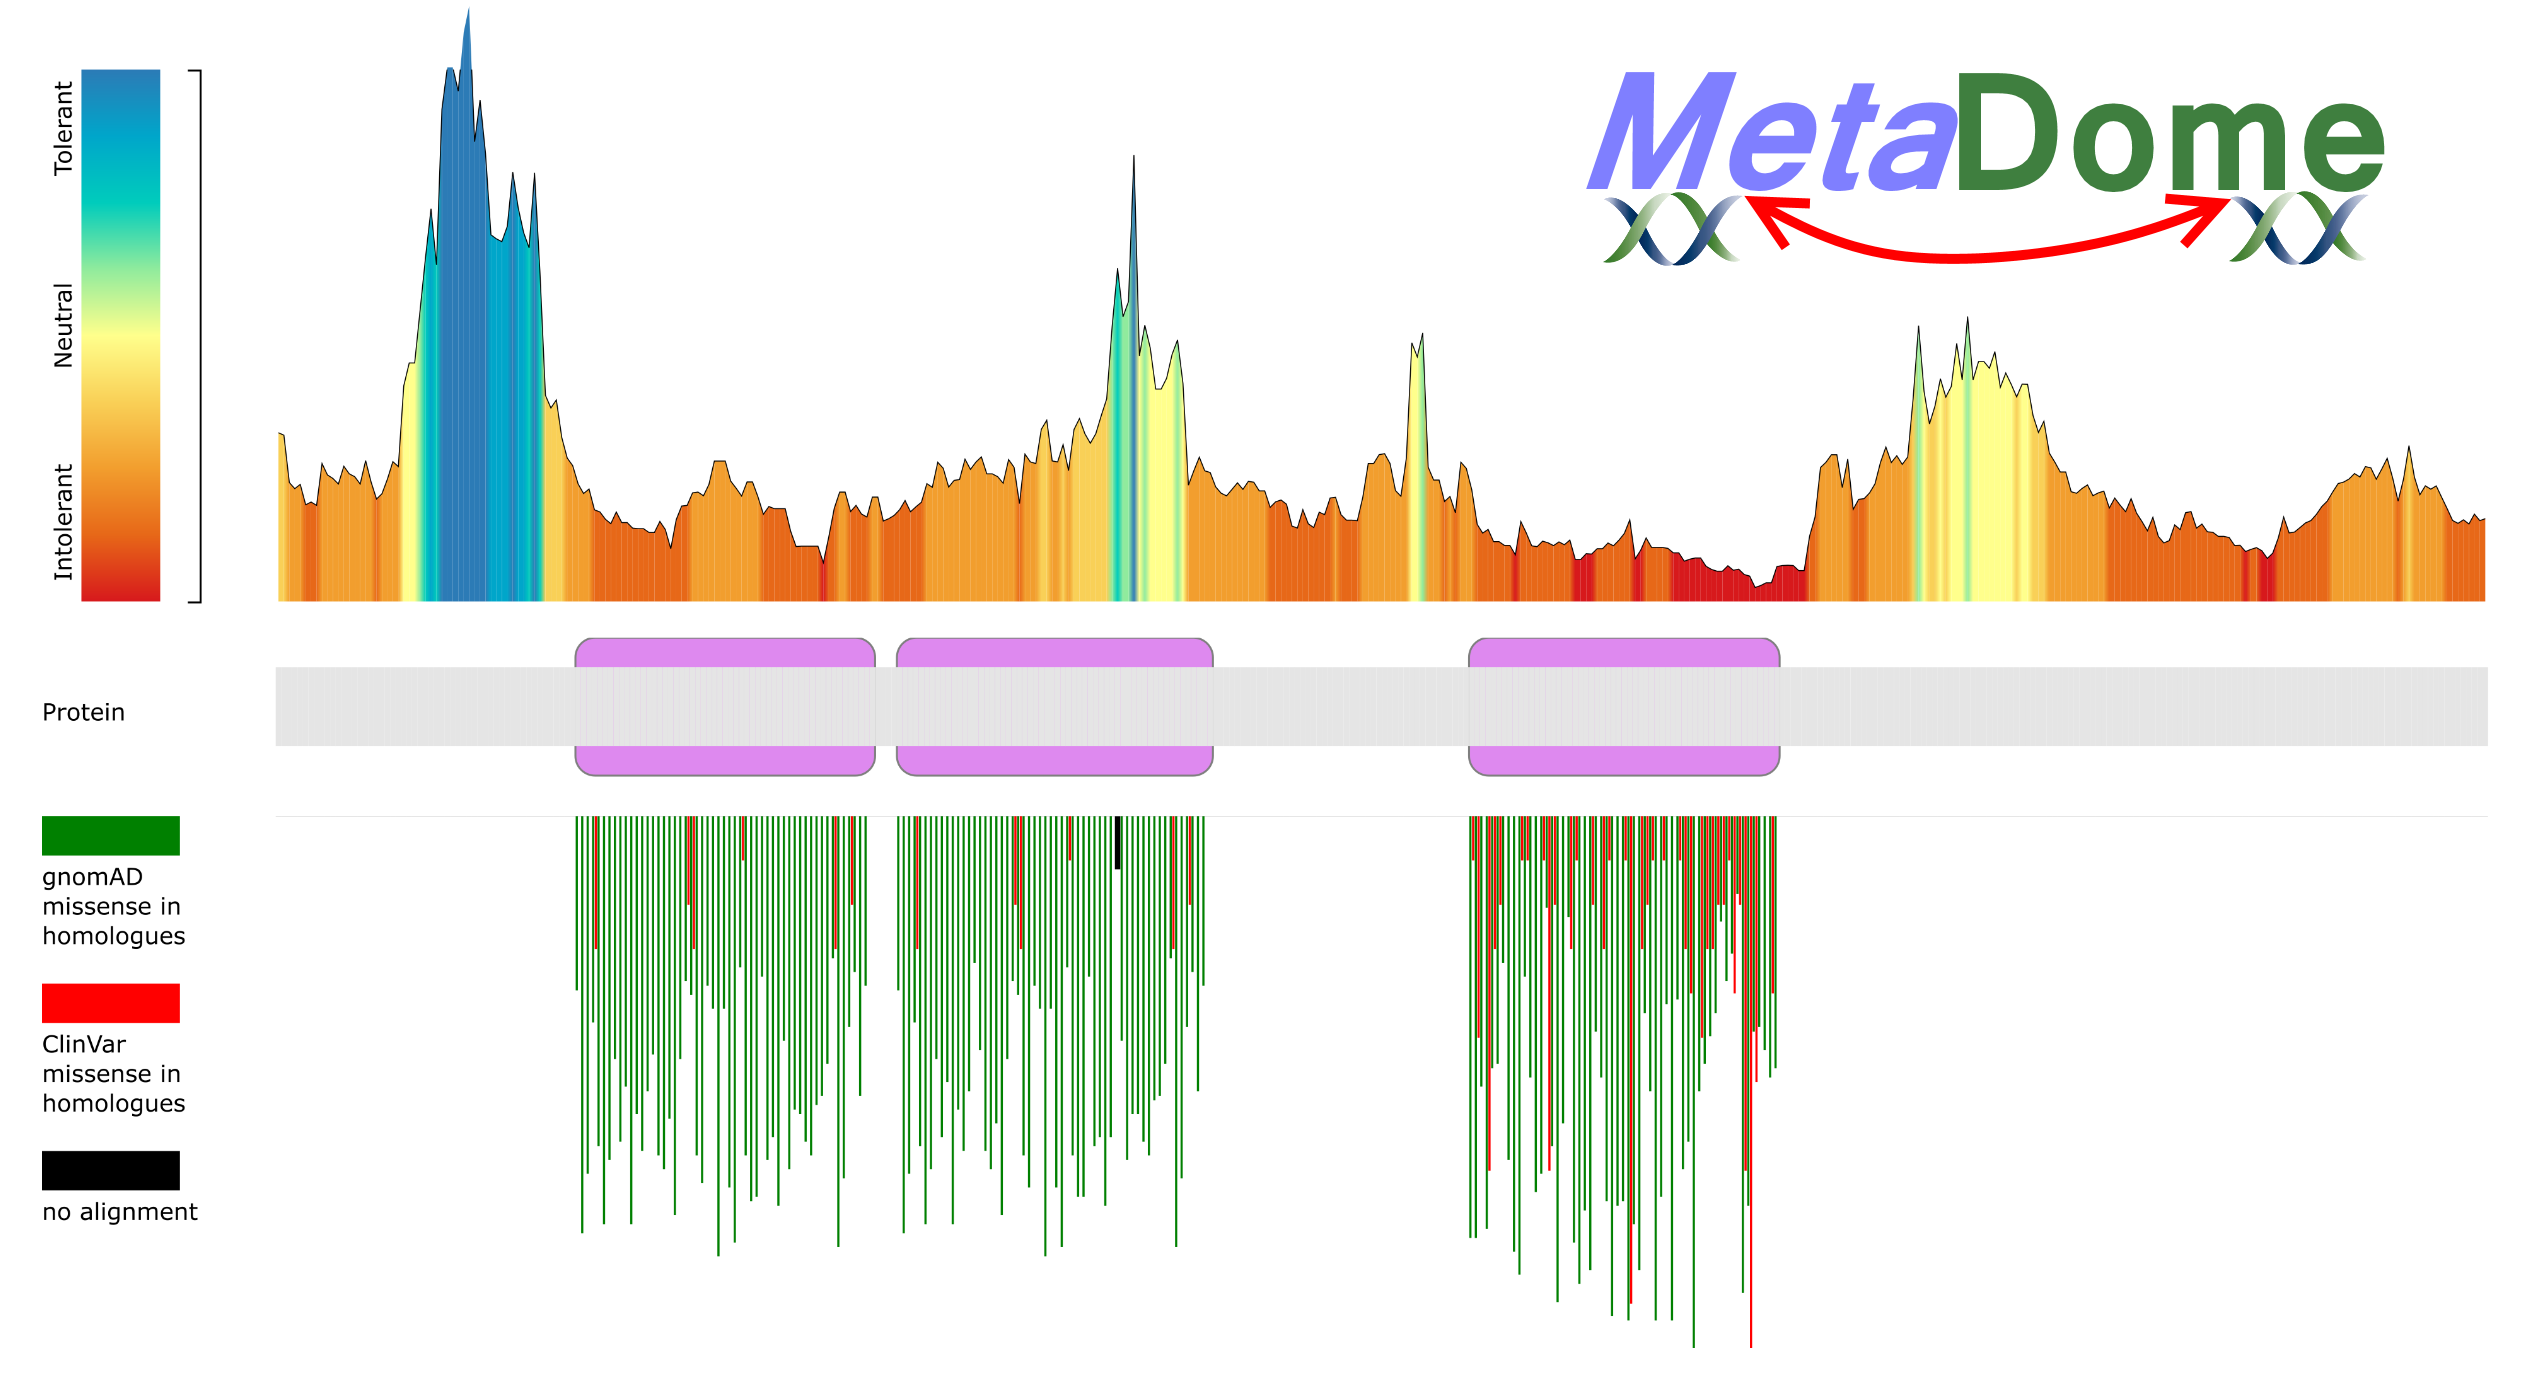 MetaDome
Tolerant
Neutral
Intolerant
Protein
gnomAD
missense in
homologues
ClinVar
missense in
homologues
no alignment